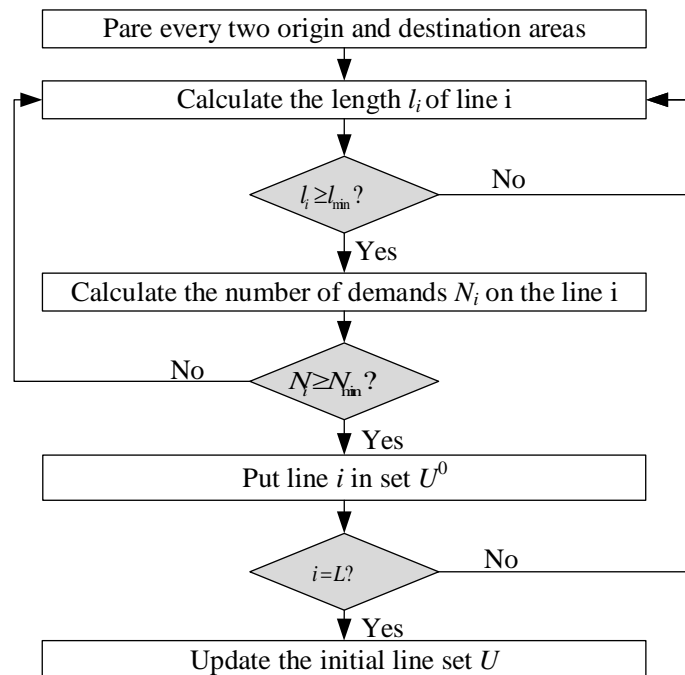 Pare every two origin and destination areas
Calculate the length lᵢ of line i
lᵢ≥l_min?
No
Yes
Calculate the number of demands Nᵢ on the line i
No
Nᵢ≥N_min?
Yes
Put line i in set U⁰
No
i=L?
Yes
Update the initial line set U